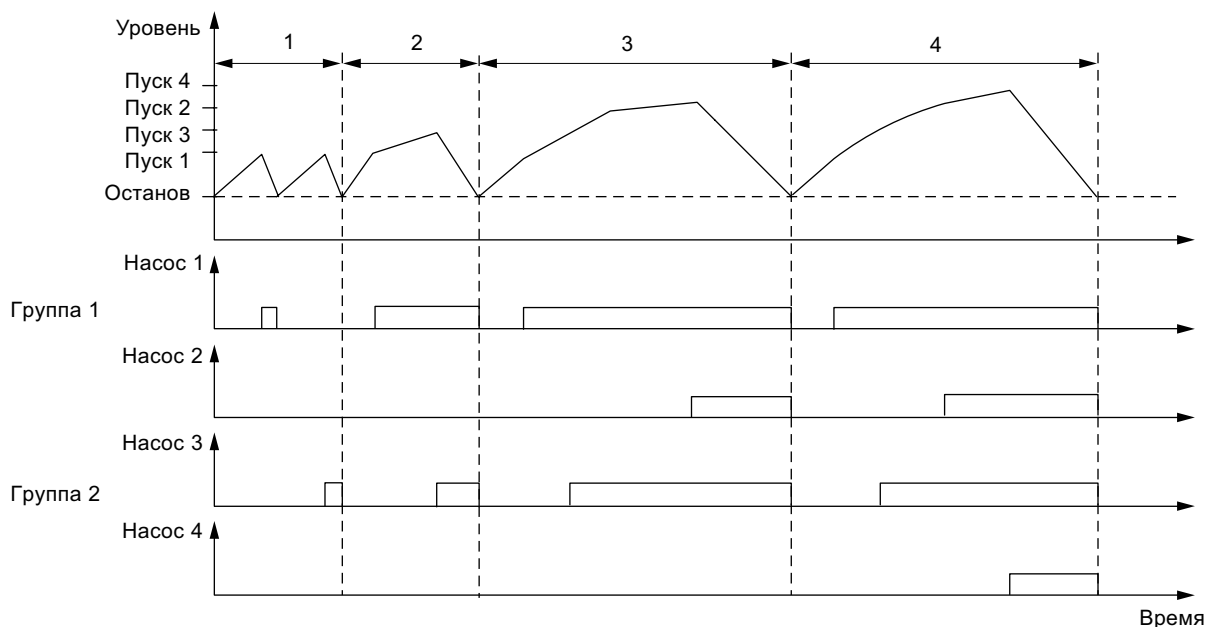 Уровень
1
2
3
4
Пуск 4
Пуск 2
Пуск 3
Пуск 1
Останов
Насос 1
Группа 1
Насос 2
Насос 3
Группа 2
Насос 4
Время